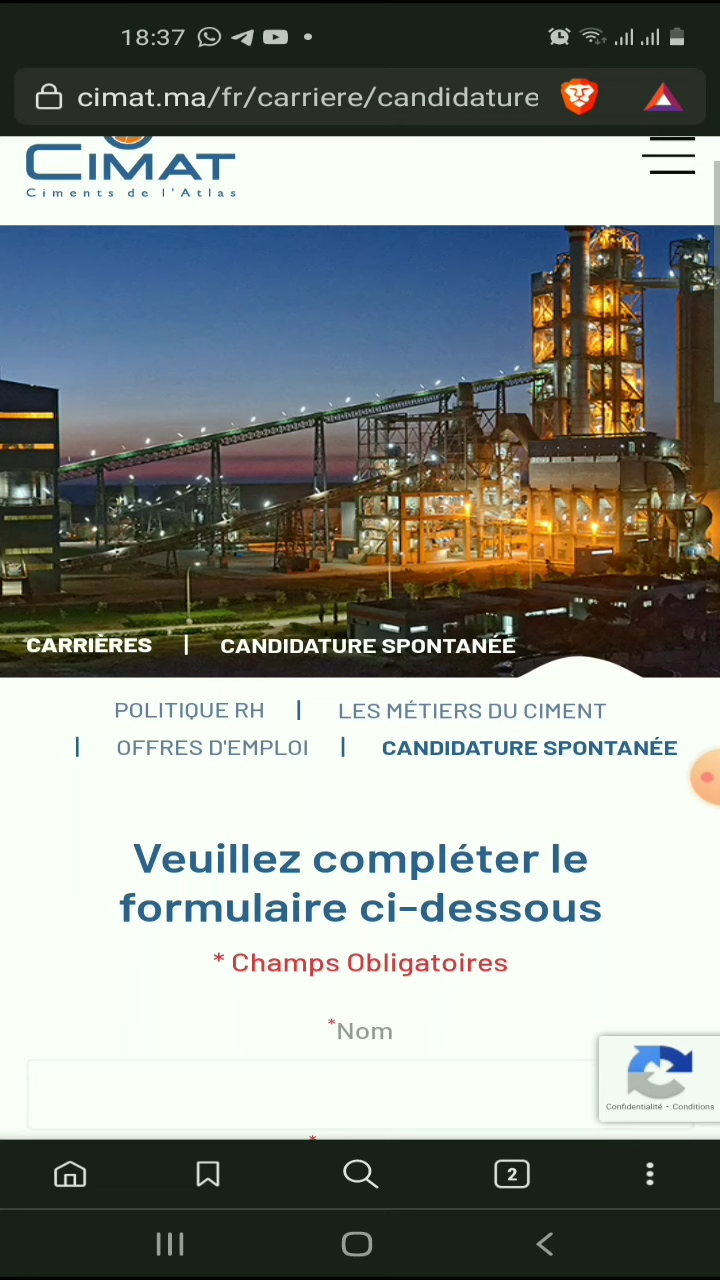 18:37
cimat.ma/fr/carriere/candidature
CIMAT
Ciments de l'Atlas
CARRIÈRES | CANDIDATURE SPONTANÉE
POLITIQUE RH | LES MÉTIERS DU CIMENT
| OFFRES D'EMPLOI | CANDIDATURE SPONTANÉE
Veuillez compléter le
formulaire ci-dessous
* Champs Obligatoires
*Nom
Confidentialité - Conditions
*
2